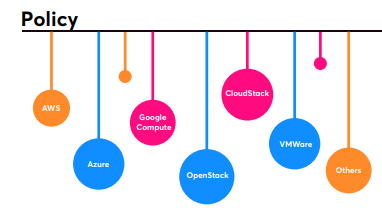 Policy
AWS
Azure
Google
Compute
OpenStack
CloudStack
VMWare
Others